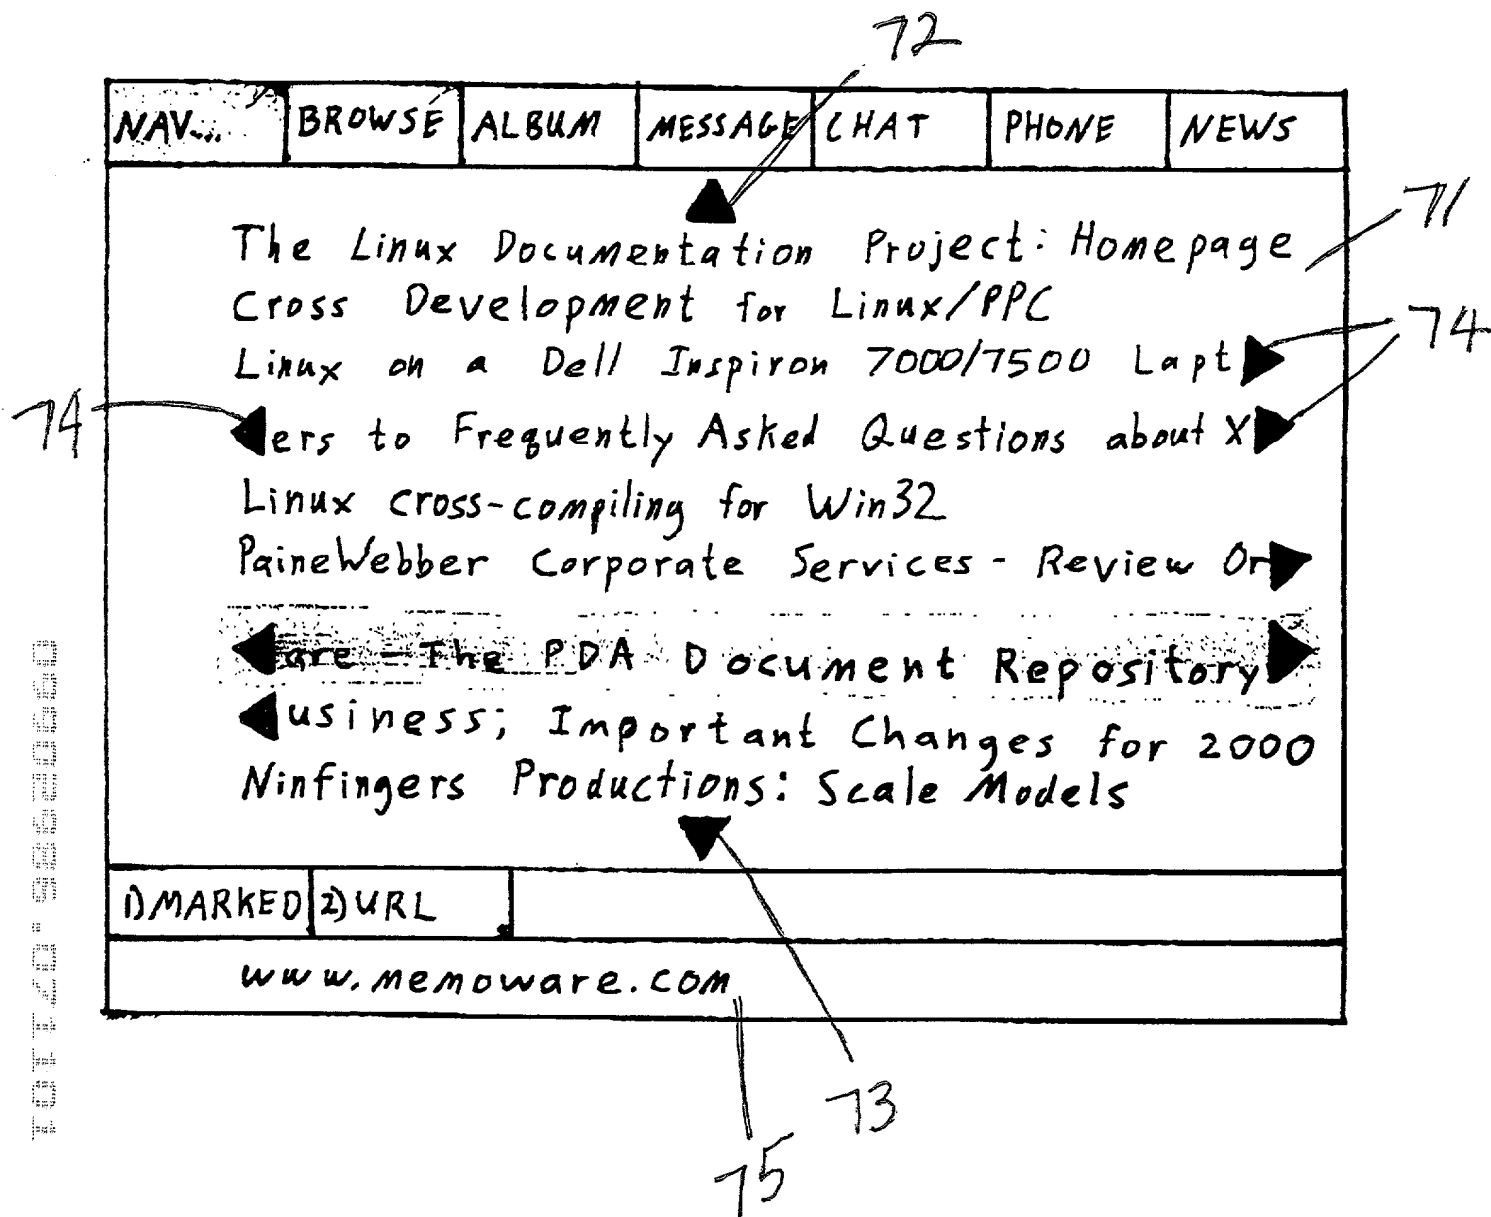 72
NAV... BROWSE ALBUM MESSAGE CHAT PHONE NEWS
The Linux Documentation Project: Homepage
71
Cross Development for Linux/PPC
Linux on a Dell Inspiron 7000/7500 Lapt
74
74
ers to Frequently Asked Questions about X
Linux cross-compiling for Win32
PaineWebber Corporate Services - Review Or
are - The PDA Document Repository
usiness; Important Changes for 2000
Ninfingers Productions: Scale Models
1)MARKED 2)URL
www.memoware.com
73
75